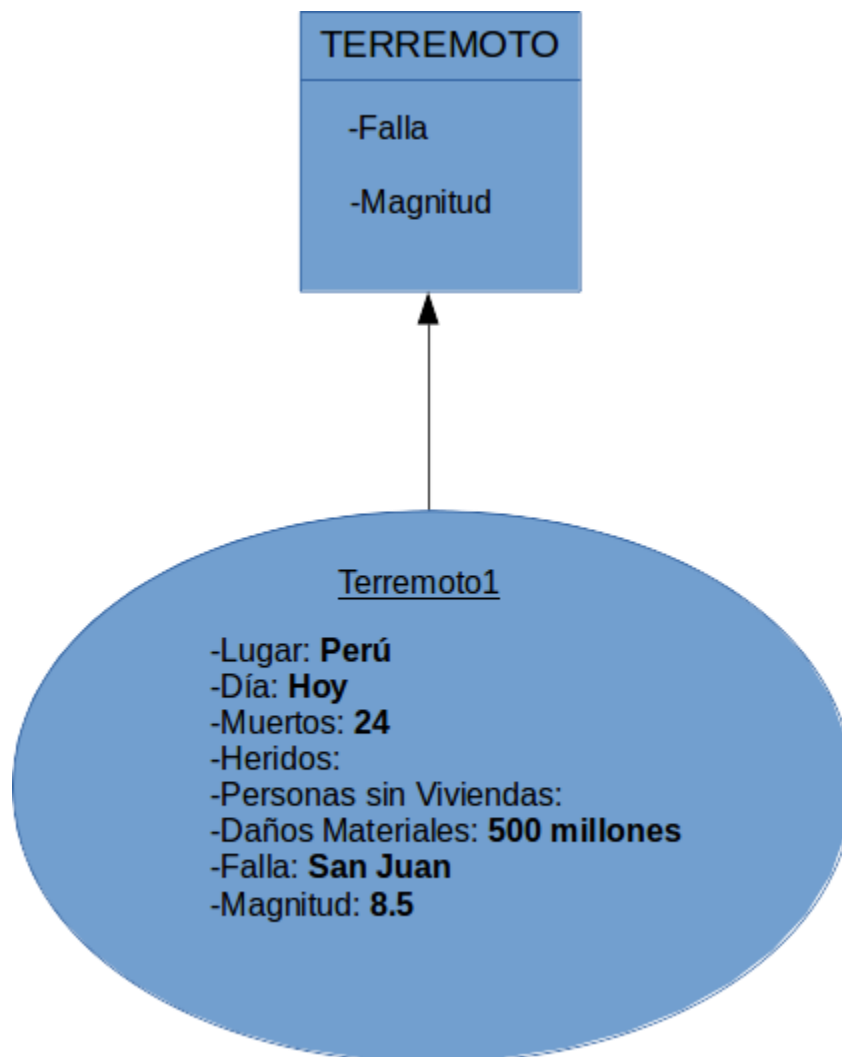 TERREMOTO
-Falla
-Magnitud
Terremoto1
-Lugar: Perú
-Día: Hoy
-Muertos: 24
-Heridos:
-Personas sin Viviendas:
-Daños Materiales: 500 millones
-Falla: San Juan
-Magnitud: 8.5